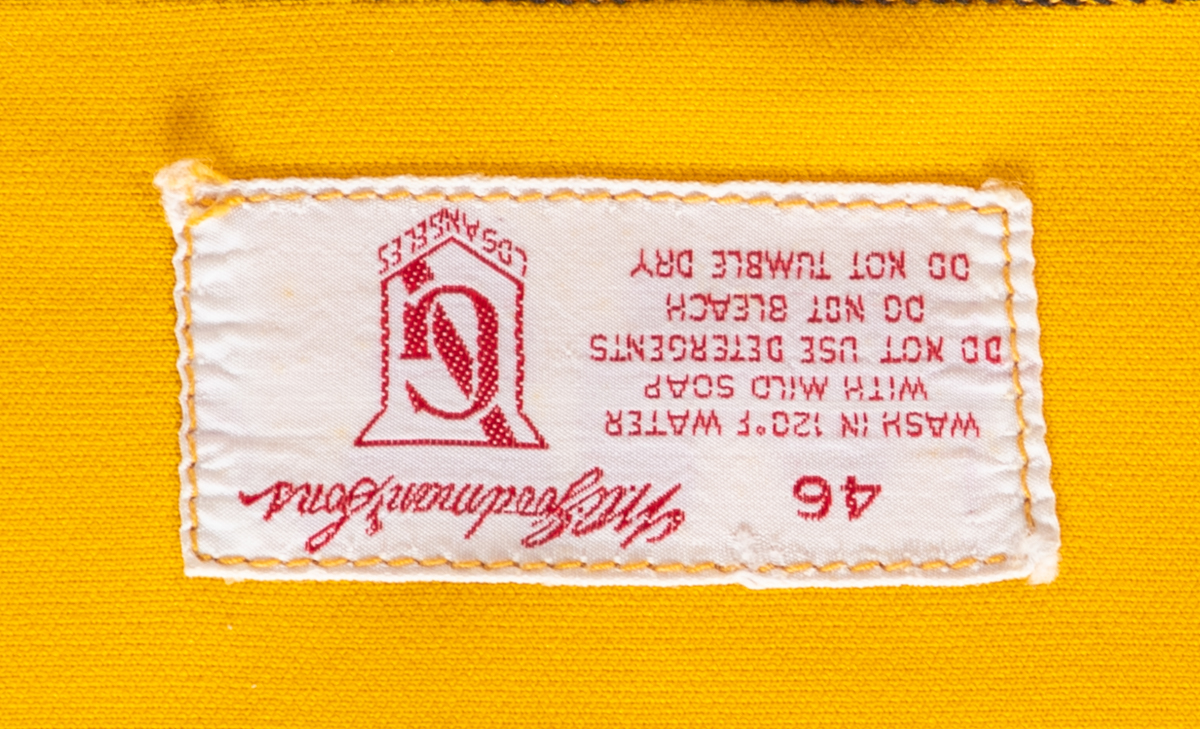 46
W.A. Goodman & Sons
WASH IN 120°F WATER
WITH MILD SOAP
DO NOT USE DETERGENTS
DO NOT BLEACH
DO NOT TUMBLE DRY
G
LOS ANGELES